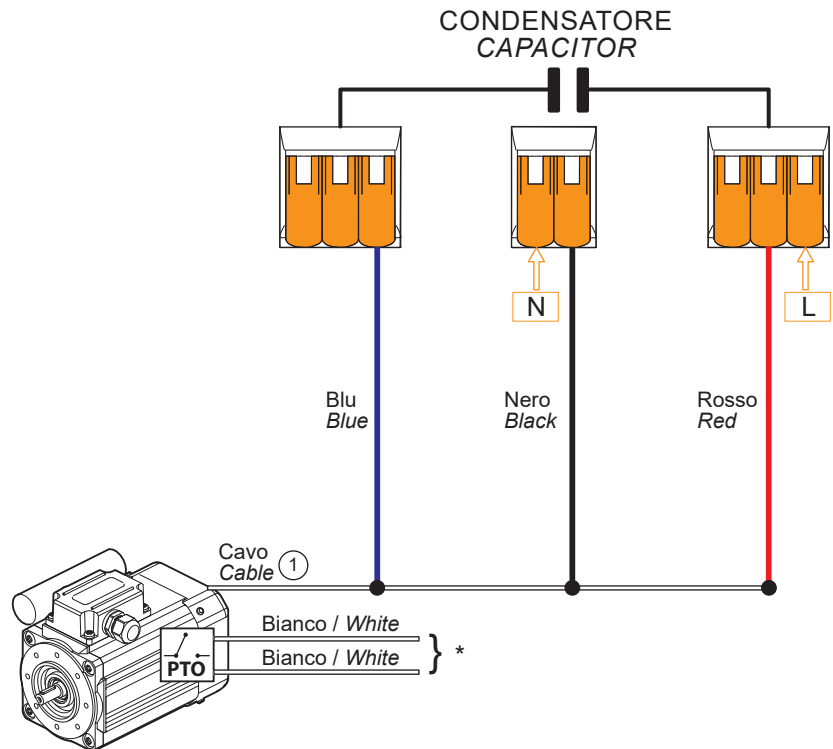 CONDENSATORE
CAPACITOR
N
L
Blu
Blue
Nero
Black
Rosso
Red
Cavo
Cable 1
Bianco / White
PTO
Bianco / White
} *